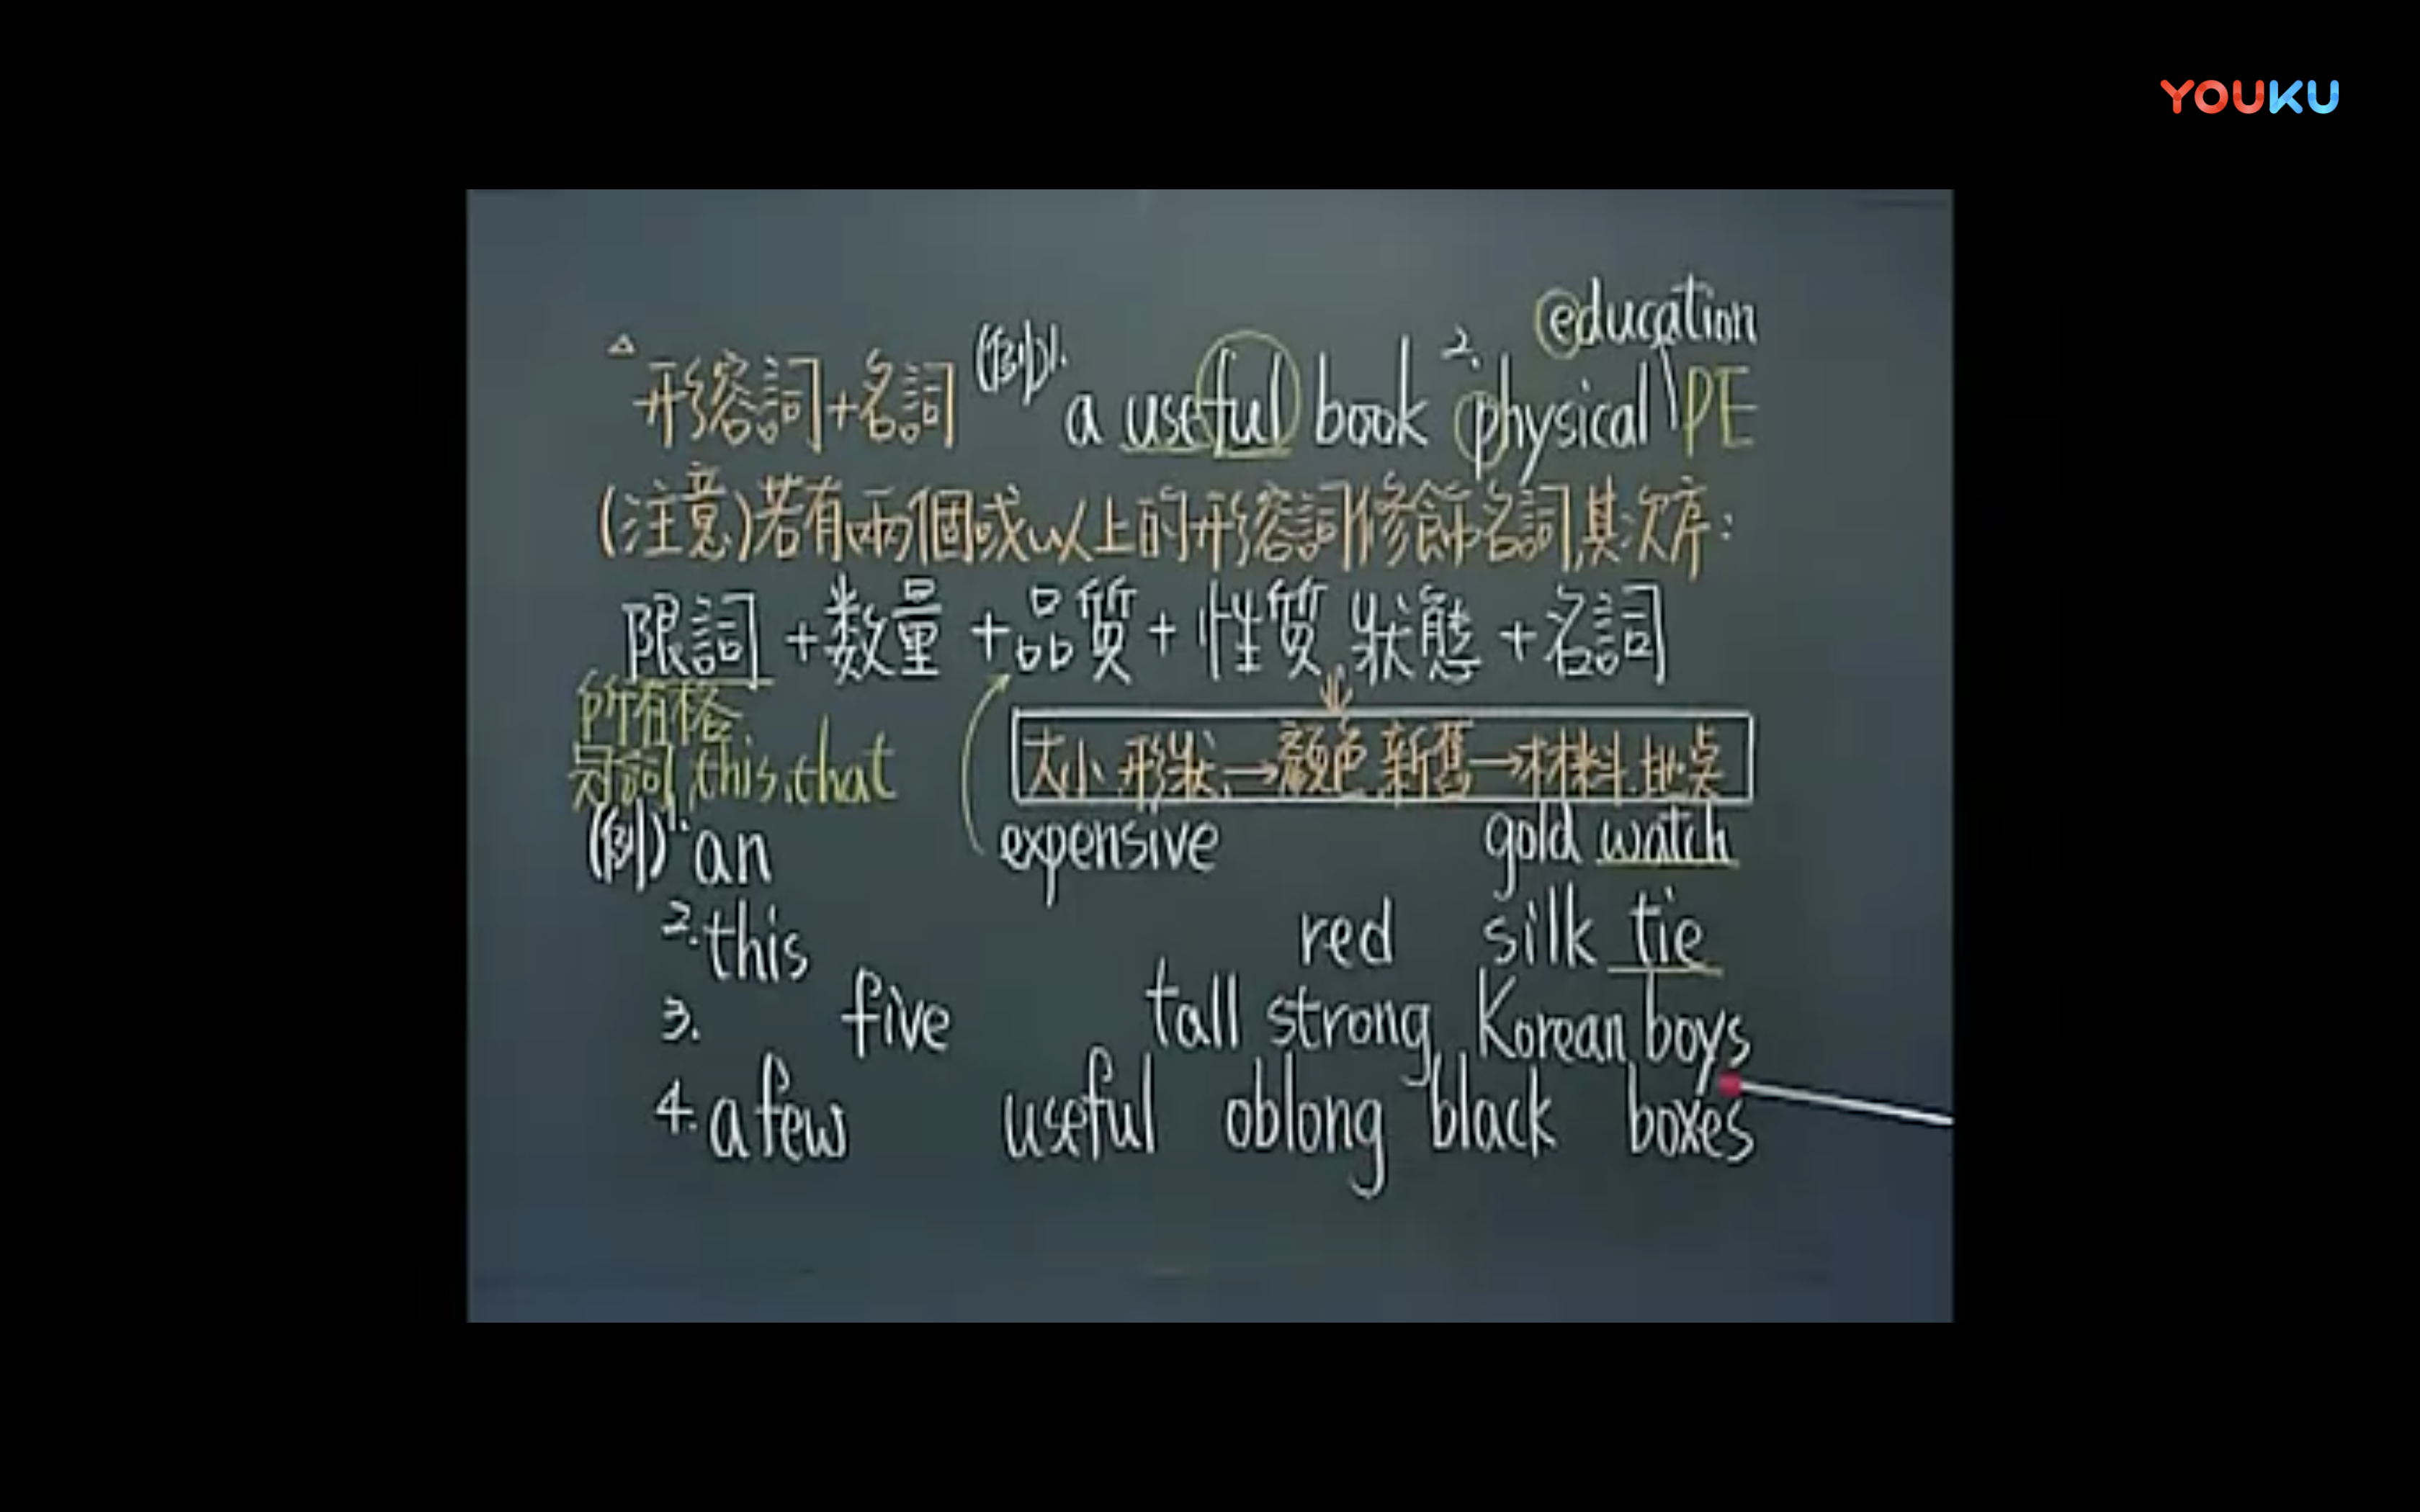 YOUKU
education
△形容詞+名詞 (例)1. a useful book 2. physical PE
(注意)若有兩個或以上的形容詞修飾名詞,其次序:
限詞+数量+品質+性質,狀態+名詞
所有格
冠詞,this,that
大小.形狀,→顏色,新舊→材料.地点
(例)1. an expensive gold watch
2. this red silk tie
3. five tall strong Korean boys
4. a few useful oblong black boxes